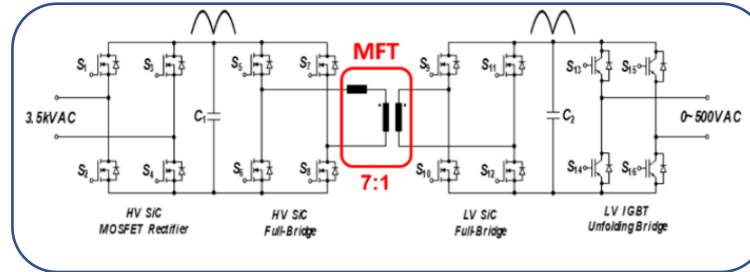 MFT
S1
S3
S5
S7
S9
S11
S13
S15
3.5kVAC
C1
C2
0~500VAC
S2
S4
S6
S8
S10
S12
S14
S16
7:1
HV SiC
MOSFET Rectifier
HV SiC
Full-Bridge
LV SiC
Full-Bridge
LV IGBT
Unfolding Bridge